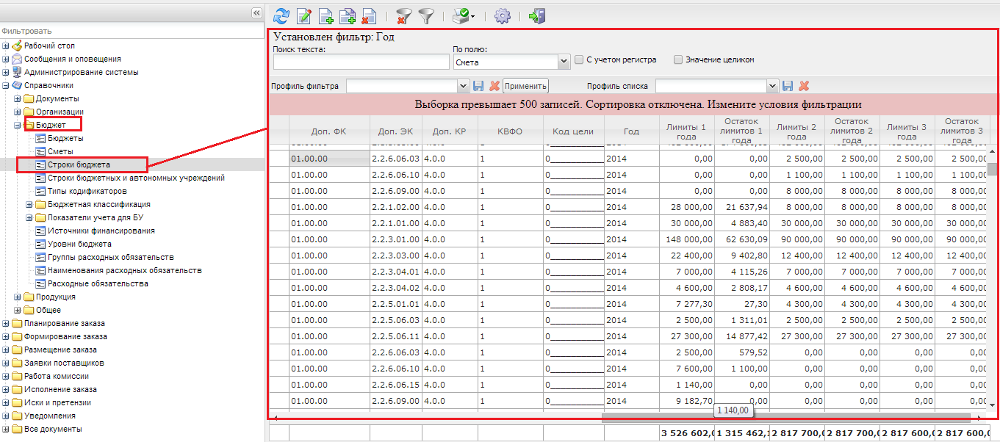 Фильтровать
Рабочий стол
Сообщения и оповещения
Администрирование системы
Справочники
Документы
Организации
Бюджет
Бюджеты
Сметы
Строки бюджета
Строки бюджетных и автономных учреждений
Типы кодификаторов
Бюджетная классификация
Показатели учета для БУ
Источники финансирования
Уровни бюджета
Группы расходных обязательств
Наименования расходных обязательств
Расходные обязательства
Продукция
Общее
Планирование заказа
Формирование заказа
Размещение заказа
Заявки поставщиков
Работа комиссии
Исполнение заказа
Иски и претензии
Уведомления
Все документы
Установлен фильтр: Год
Поиск текста: По полю:
Смета С учетом регистра Значение целиком
Профиль фильтра Применить Профиль списка
Выборка превышает 500 записей. Сортировка отключена. Измените условия фильтрации
Доп. ФК Доп. ЭК Доп. КР КВФО Код цели Год Лимиты 1 года Остаток лимитов 1 года Лимиты 2 года Остаток лимитов 2 года Лимиты 3 года Остаток лимитов 3 года
01.00.00 2.2.6.06.03 4.0.0 1 0__________ 2014 0,00 0,00 2 500,00 2 500,00 2 500,00 2 500,00
01.00.00 2.2.6.06.10 4.0.0 1 0__________ 2014 0,00 0,00 1 100,00 1 100,00 1 100,00 1 100,00
01.00.00 2.2.6.09.00 4.0.0 1 0__________ 2014 0,00 0,00 8 000,00 8 000,00 8 000,00 8 000,00
01.00.00 2.2.1.02.00 4.0.0 1 0__________ 2014 28 000,00 21 637,94 8 000,00 8 000,00 8 000,00 8 000,00
01.00.00 2.2.1.01.00 4.0.0 1 0__________ 2014 30 000,00 4 883,40 30 000,00 30 000,00 30 000,00 30 000,00
01.00.00 2.2.3.01.00 4.0.0 1 0__________ 2014 148 000,00 62 630,09 90 000,00 90 000,00 90 000,00 90 000,00
01.00.00 2.2.3.03.00 4.0.0 1 0__________ 2014 22 400,00 9 402,80 12 400,00 12 400,00 12 400,00 12 400,00
01.00.00 2.2.3.04.01 4.0.0 1 0__________ 2014 7 000,00 4 115,26 7 000,00 7 000,00 7 000,00 7 000,00
01.00.00 2.2.3.04.02 4.0.0 1 0__________ 2014 4 600,00 2 808,17 4 600,00 4 600,00 4 600,00 4 600,00
01.00.00 2.2.5.01.01 4.0.0 1 0__________ 2014 7 277,30 27,30 4 300,00 4 300,00 4 300,00 4 300,00
01.00.00 2.2.5.06.03 4.0.0 1 0__________ 2014 2 500,00 1 311,01 2 500,00 2 500,00 2 500,00 2 500,00
01.00.00 2.2.5.06.11 4.0.0 1 0__________ 2014 27 300,00 14 877,42 27 300,00 27 300,00 27 300,00 27 300,00
01.00.00 2.2.6.06.03 4.0.0 1 0__________ 2014 2 500,00 579,52 0,00 0,00 0,00 0,00
01.00.00 2.2.6.06.10 4.0.0 1 0__________ 2014 7 600,00 1 100,00 0,00 0,00 0,00 0,00
01.00.00 2.2.6.06.15 4.0.0 1 0__________ 2014 1 140,00 0,00 0,00 0,00 0,00 0,00
01.00.00 2.2.6.09.00 4.0.0 1 0__________ 2014 9 182,70 0,00 0,00 0,00 0,00 0,00
1 140,00
3 526 602,0 1 315 462,1 2 817 700,0 2 817 700,0 2 817 600,0 2 817 600,0